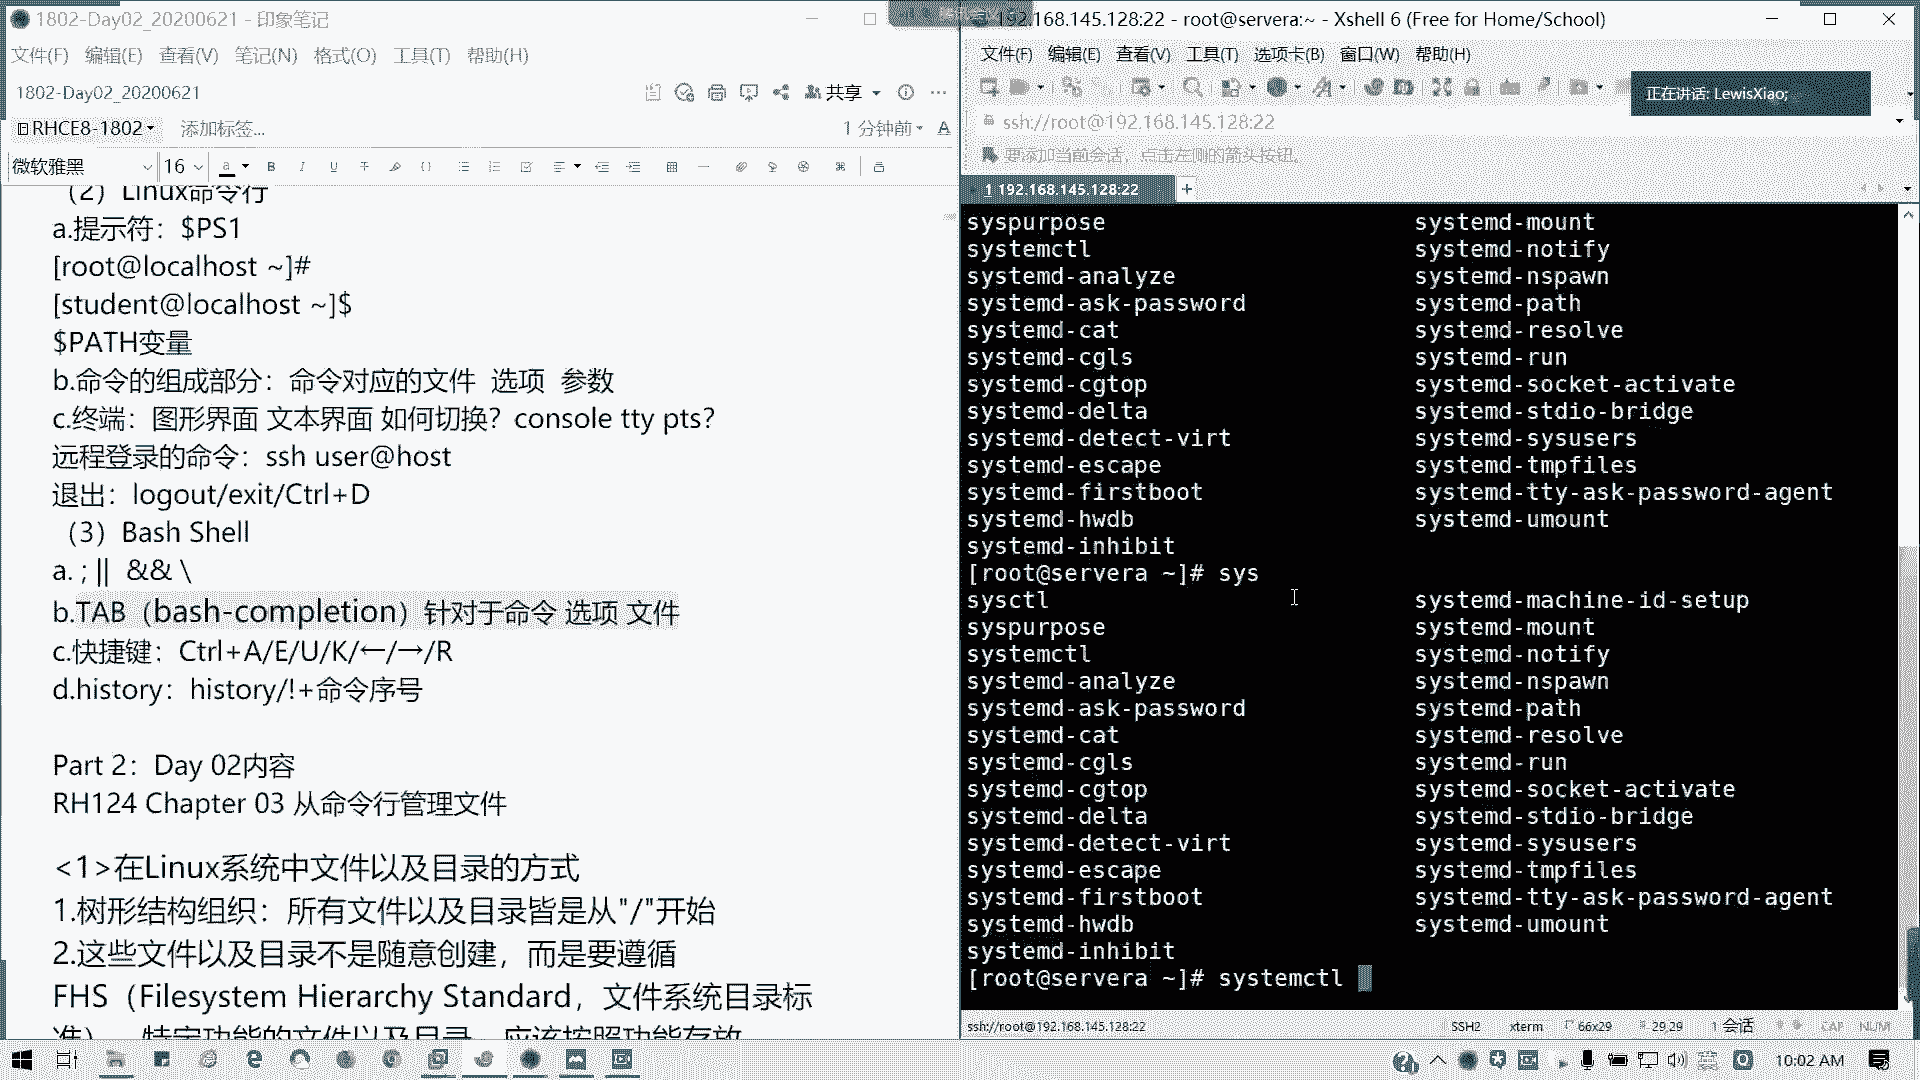 1802-Day02_20200621 - 印象笔记
文件(F) 编辑(E) 查看(V) 笔记(N) 格式(O) 工具(T) 帮助(H)
1802-Day02_20200621
共享
RHCE8-1802 添加标签...
1 分钟前
微软雅黑 16
（2）Linux命令行
a.提示符：$PS1
[root@localhost ~]#
[student@localhost ~]$
$PATH变量
b.命令的组成部分：命令对应的文件 选项 参数
c.终端：图形界面 文本界面 如何切换？console tty pts？
远程登录的命令：ssh user@host
退出：logout/exit/Ctrl+D
（3）Bash Shell
a. ; || && \
b.TAB（bash-completion）针对于命令 选项 文件
c.快捷键：Ctrl+A/E/U/K/←/→/R
d.history：history/!+命令序号
Part 2：Day 02内容
RH124 Chapter 03 从命令行管理文件
<1>在Linux系统中文件以及目录的方式
1.树形结构组织：所有文件以及目录皆是从"/"开始
2.这些文件以及目录不是随意创建，而是要遵循
FHS（Filesystem Hierarchy Standard，文件系统目录标
准），特定功能的文件以及目录，应该按照功能存放
192.168.145.128:22 - root@servera:~ - Xshell 6 (Free for Home/School)
文件(F) 编辑(E) 查看(V) 工具(T) 选项卡(B) 窗口(W) 帮助(H)
正在讲话: LewisXiao;
ssh://root@192.168.145.128:22
要添加当前会话，点击左侧的箭头按钮。
1 192.168.145.128:22
syspurpose systemd-mount
systemctl systemd-notify
systemd-analyze systemd-nspawn
systemd-ask-password systemd-path
systemd-cat systemd-resolve
systemd-cgls systemd-run
systemd-cgtop systemd-socket-activate
systemd-delta systemd-stdio-bridge
systemd-detect-virt systemd-sysusers
systemd-escape systemd-tmpfiles
systemd-firstboot systemd-tty-ask-password-agent
systemd-hwdb systemd-umount
systemd-inhibit
[root@servera ~]# sys
sysctl systemd-machine-id-setup
syspurpose systemd-mount
systemctl systemd-notify
systemd-analyze systemd-nspawn
systemd-ask-password systemd-path
systemd-cat systemd-resolve
systemd-cgls systemd-run
systemd-cgtop systemd-socket-activate
systemd-delta systemd-stdio-bridge
systemd-detect-virt systemd-sysusers
systemd-escape systemd-tmpfiles
systemd-firstboot systemd-tty-ask-password-agent
systemd-hwdb systemd-umount
systemd-inhibit
[root@servera ~]# systemctl
ssh://root@192.168.145.128:22 SSH2 xterm 66x29 29,29 1 会话 CAP NUM
10:02 AM